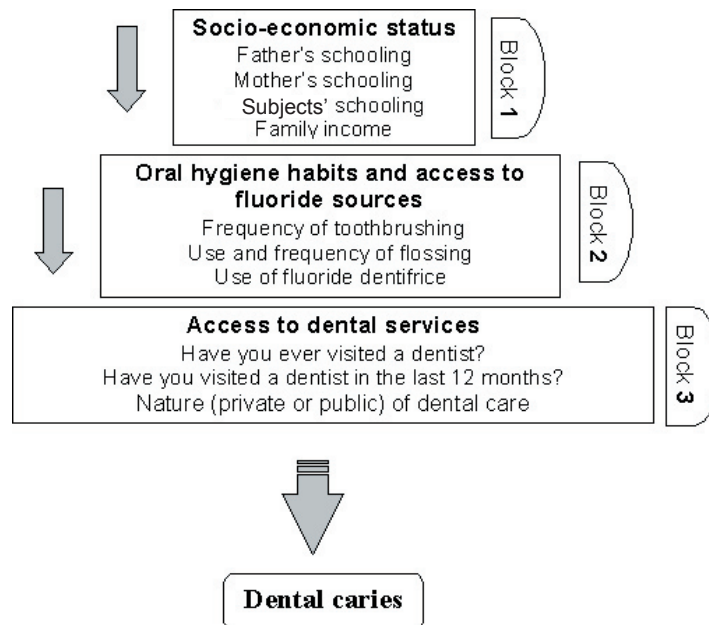 Socio-economic status
Father's schooling
Mother's schooling
Subjects' schooling
Family income
Block 1
Oral hygiene habits and access to
fluoride sources
Frequency of toothbrushing
Use and frequency of flossing
Use of fluoride dentifrice
Block 2
Access to dental services
Have you ever visited a dentist?
Have you visited a dentist in the last 12 months?
Nature (private or public) of dental care
Block 3
Dental caries